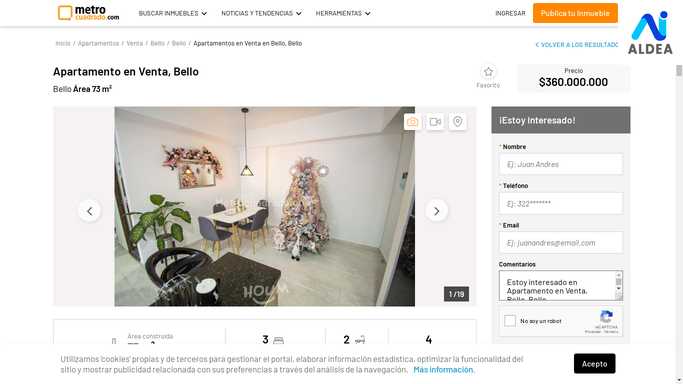 metro
cuadrado.com
BUSCAR INMUEBLES
NOTICIAS Y TENDENCIAS
HERRAMIENTAS
INGRESAR
Publica tu Inmueble
ALDEA
Inicio / Apartamentos / Venta / Bello / Bello / Apartamentos en Venta en Bello, Bello
VOLVER A LOS RESULTADO
Apartamento en Venta, Bello
Bello Área 73 m²
Favorito
Precio
$360.000.000
¡Estoy Interesado!
* Nombre
Ej: Juan Andres
* Teléfono
Ej: 322*******
* Email
Ej: juanandres@email.com
Comentarios
Estoy interesado en
Apartamento en Venta,
No soy un robot
reCAPTCHA
Privacidad - Términos
HOUM
1 /19
Área construida
3
2
4
Utilizamos 'cookies' propias y de terceros para gestionar el portal, elaborar información estadística, optimizar la funcionalidad del
sitio y mostrar publicidad relacionada con sus preferencias a través del análisis de la navegación. Más información.
Acepto